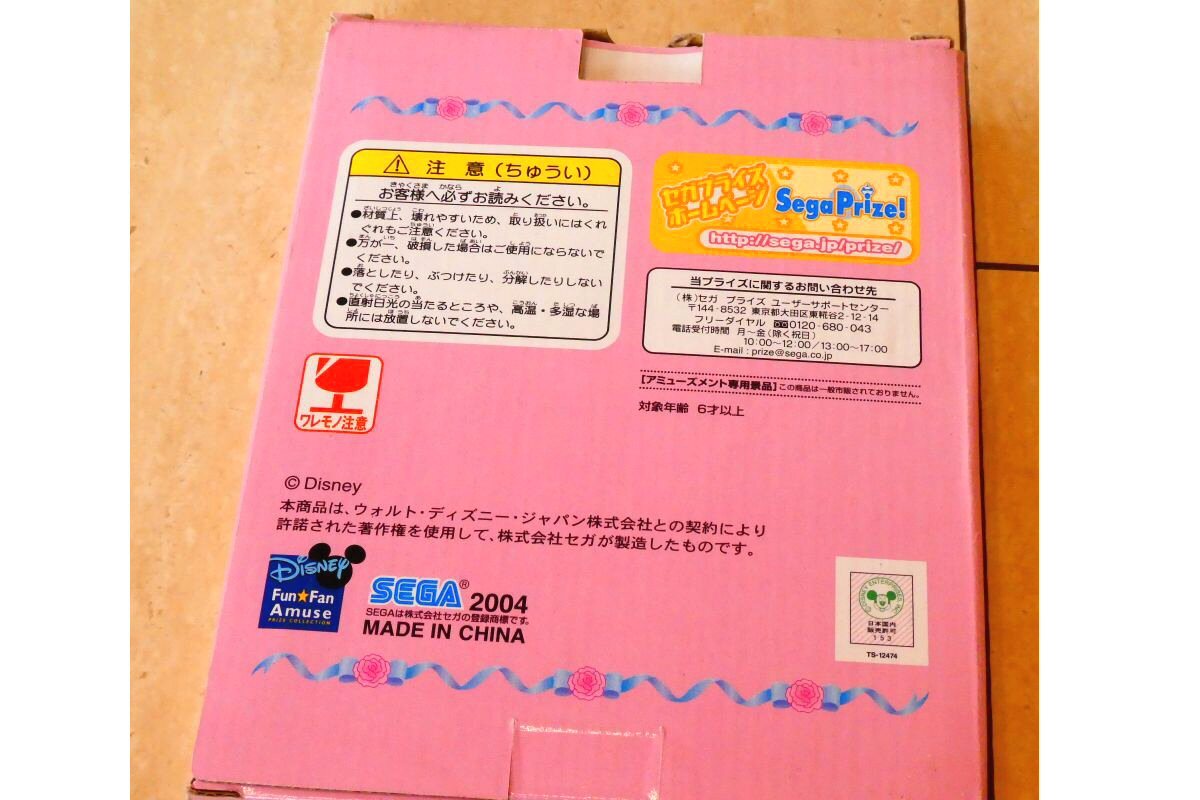 注 意(ちゅうい)
お客様へ必ずお読みください。
●材質上、壊れやすいため、取り扱いにはくれ
ぐれもご注意ください。
●万が一、破損した場合はご使用にならないで
ください。
●落としたり、ぶつけたり、分解したりしない
でください。
●直射日光の当たるところや、高温・多湿な場
所には放置しないでください。
ワレモノ注意
セガプライズ
ホームページ
SegaPrize!
http://sega.jp/prize/
当プライズに関するお問い合わせ先
(株)セガ プライズ ユーザーサポートセンター
〒144-8532 東京都大田区東糀谷2-12-14
フリーダイヤル 0120-680-043
電話受付時間 月～金(除く祝日)
10:00～12:00/13:00～17:00
E-mail:prize@sega.co.jp
[アミューズメント専用景品]この商品は一般市販されておりません。
対象年齢 6才以上
©Disney
本商品は、ウォルト・ディズニー・ジャパン株式会社との契約により
許諾された著作権を使用して、株式会社セガが製造したものです。
DISNEY
Fun★Fan
Amuse
PRIZE COLLECTION
SEGA® 2004
SEGAは株式会社セガの登録商標です。
MADE IN CHINA
日本国内
販売許可
153
TS-12474